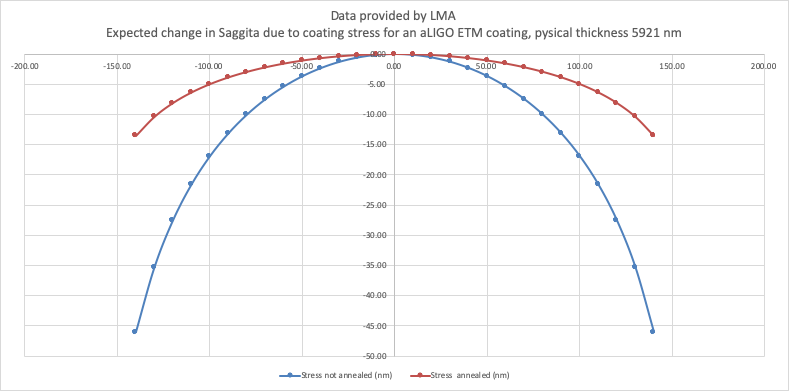 Data provided by LMA
Expected change in Saggita due to coating stress for an aLIGO ETM coating, pysical thickness 5921 nm
-200.00 -150.00 -100.00 -50.00 0.00 50.00 100.00 150.00 200.00
-5.00
-10.00
-15.00
-20.00
-25.00
-30.00
-35.00
-40.00
-45.00
-50.00
Stress not annealed (nm) Stress annealed (nm)